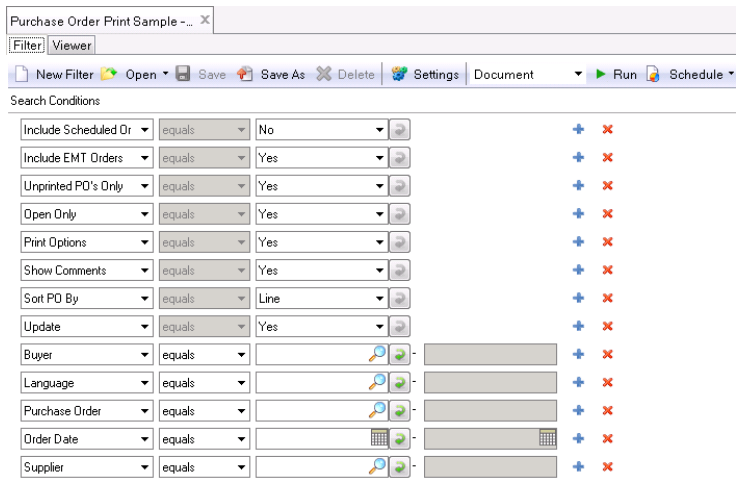 Purchase Order Print Sample -...
Filter Viewer
New Filter Open Save Save As Delete Settings Document Run Schedule
Search Conditions
Include Scheduled Or equals No
Include EMT Orders equals Yes
Unprinted PO's Only equals Yes
Open Only equals Yes
Print Options equals Yes
Show Comments equals Yes
Sort PO By equals Line
Update equals Yes
Buyer equals -
Language equals -
Purchase Order equals -
Order Date equals -
Supplier equals -